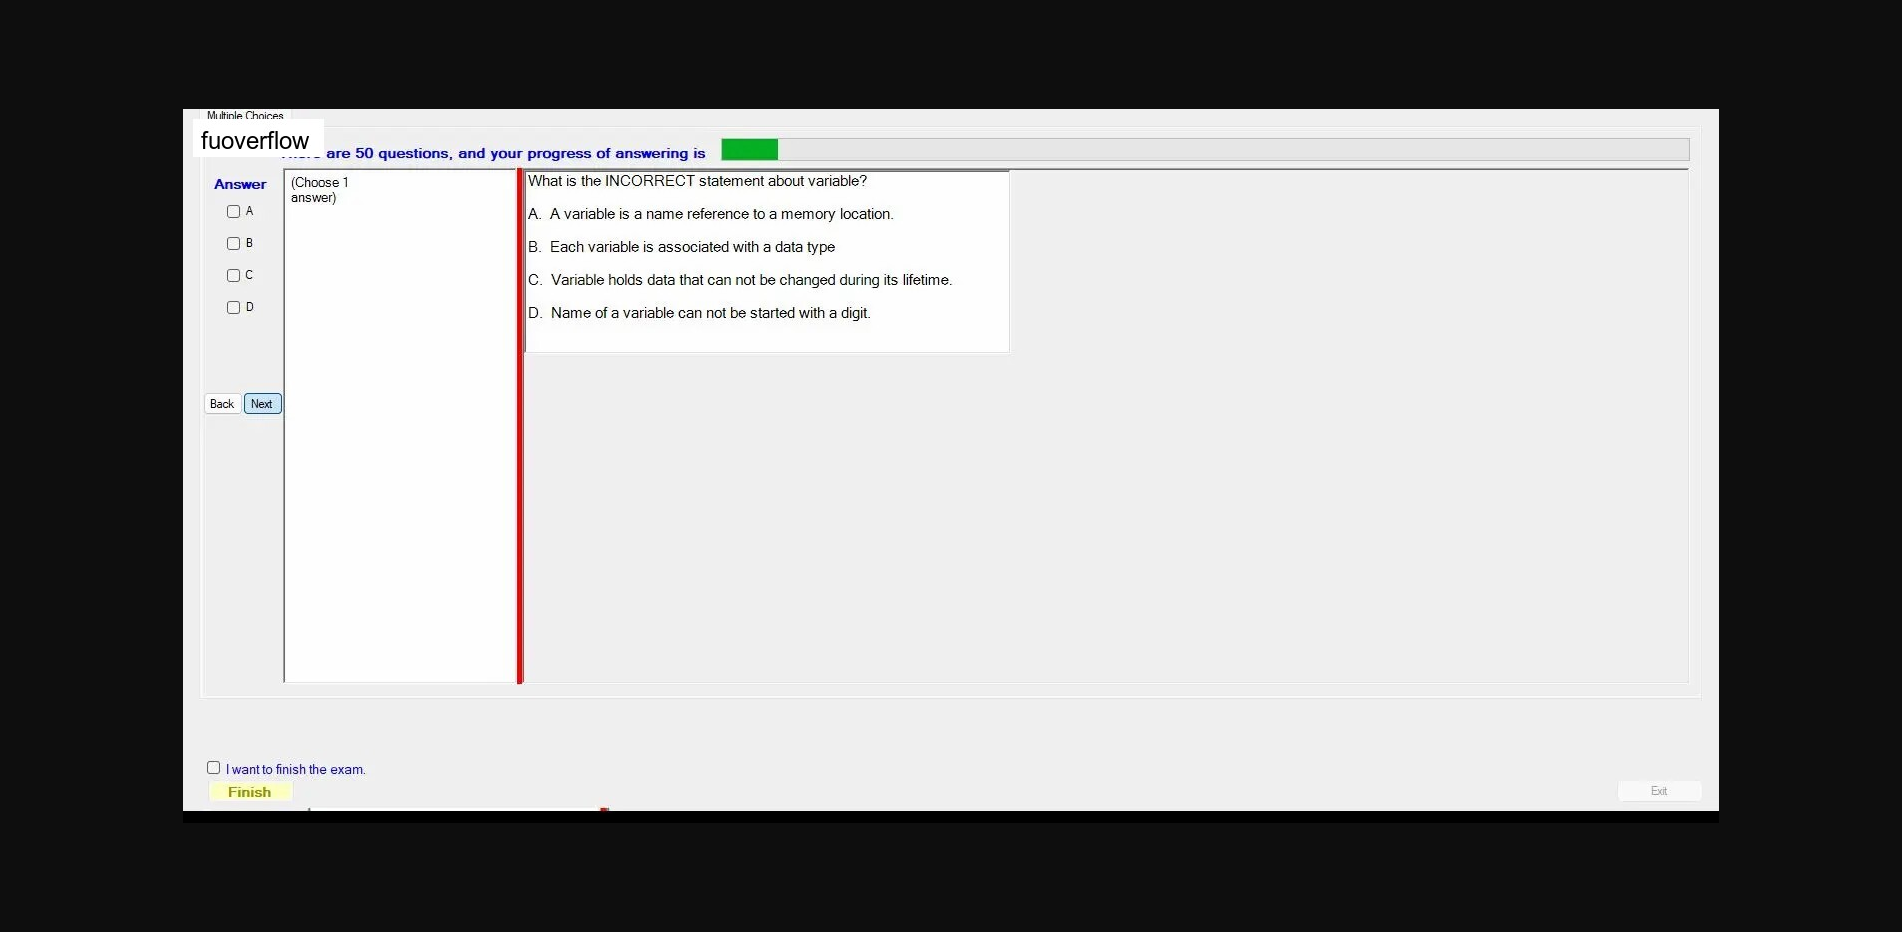 Multiple Choices
fuoverflow
are 50 questions, and your progress of answering is
Answer
(Choose 1
answer)
A
B
C
D
Back
Next
What is the INCORRECT statement about variable?
A. A variable is a name reference to a memory location.
B. Each variable is associated with a data type
C. Variable holds data that can not be changed during its lifetime.
D. Name of a variable can not be started with a digit.
I want to finish the exam.
Finish
Exit